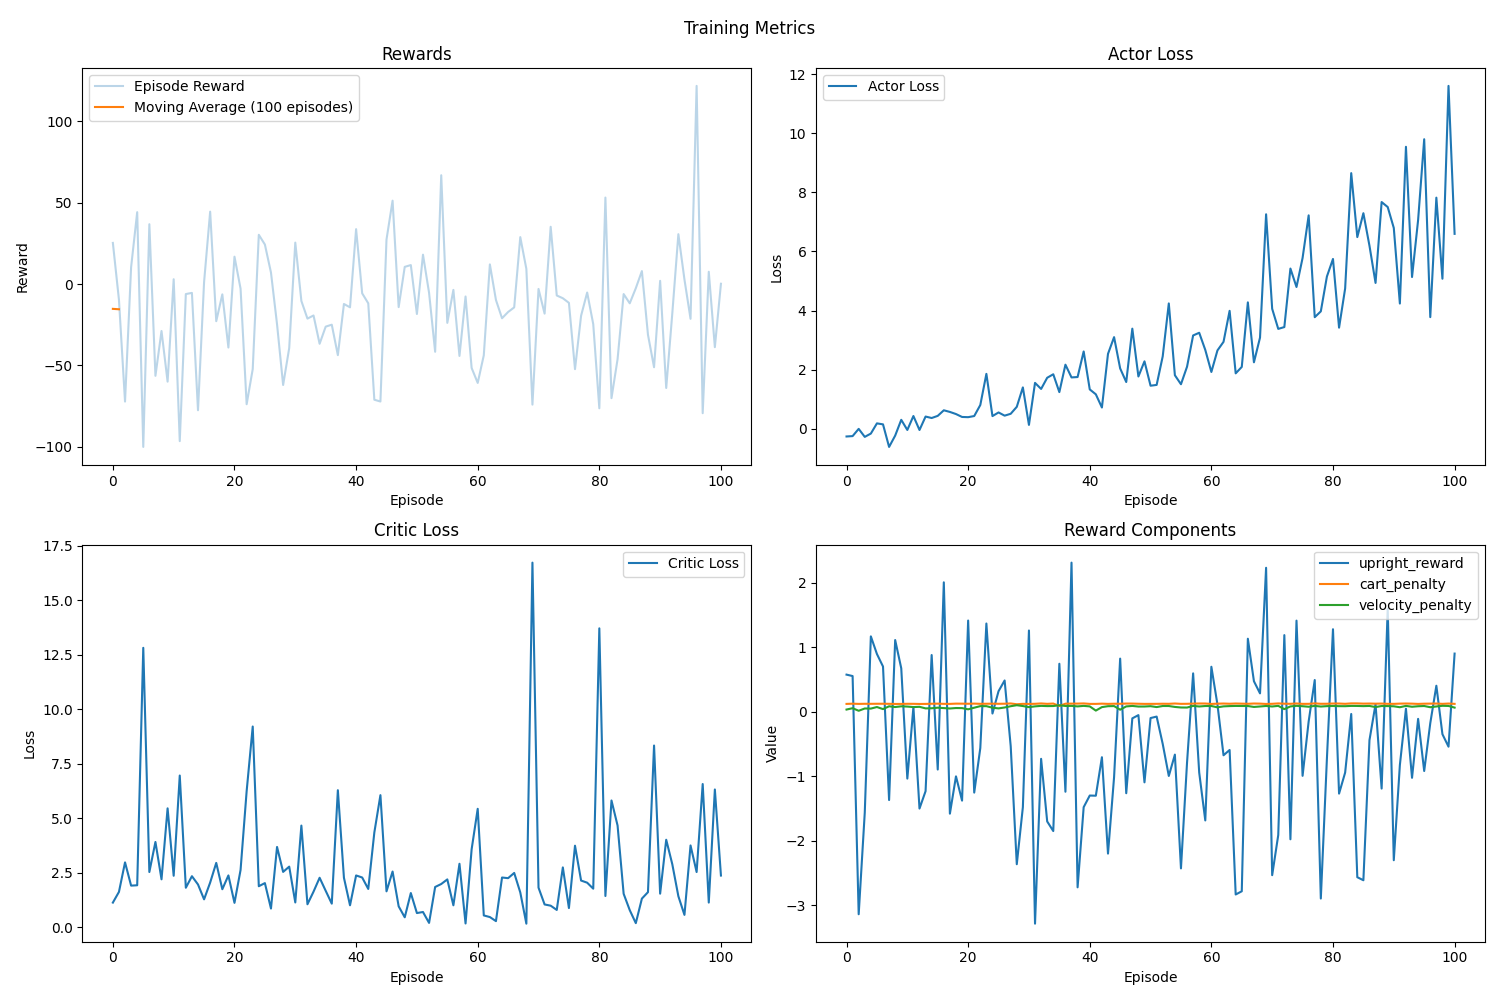 Training Metrics
Rewards
Episode Reward
Moving Average (100 episodes)
Reward
100
50
0
−50
−100
0 20 40 60 80 100
Episode
Actor Loss
Actor Loss
Loss
12
10
8
6
4
2
0
0 20 40 60 80 100
Episode
Critic Loss
Critic Loss
Loss
17.5
15.0
12.5
10.0
7.5
5.0
2.5
0.0
0 20 40 60 80 100
Episode
Reward Components
upright_reward
cart_penalty
velocity_penalty
Value
2
1
0
−1
−2
−3
0 20 40 60 80 100
Episode